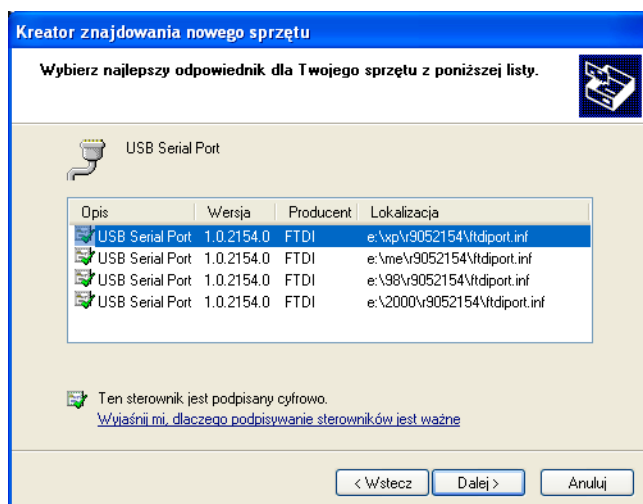 Kreator znajdowania nowego sprzętu
Wybierz najlepszy odpowiednik dla Twojego sprzętu z poniższej listy.
USB Serial Port
Opis Wersja Producent Lokalizacja
USB Serial Port 1.0.2154.0 FTDI e:\xp\r9052154\ftdiport.inf
USB Serial Port 1.0.2154.0 FTDI e:\me\r9052154\ftdiport.inf
USB Serial Port 1.0.2154.0 FTDI e:\98\r9052154\ftdiport.inf
USB Serial Port 1.0.2154.0 FTDI e:\2000\r9052154\ftdiport.inf
Ten sterownik jest podpisany cyfrowo.
Wyjaśnij mi, dlaczego podpisywanie sterowników jest ważne
< Wstecz Dalej > Anuluj